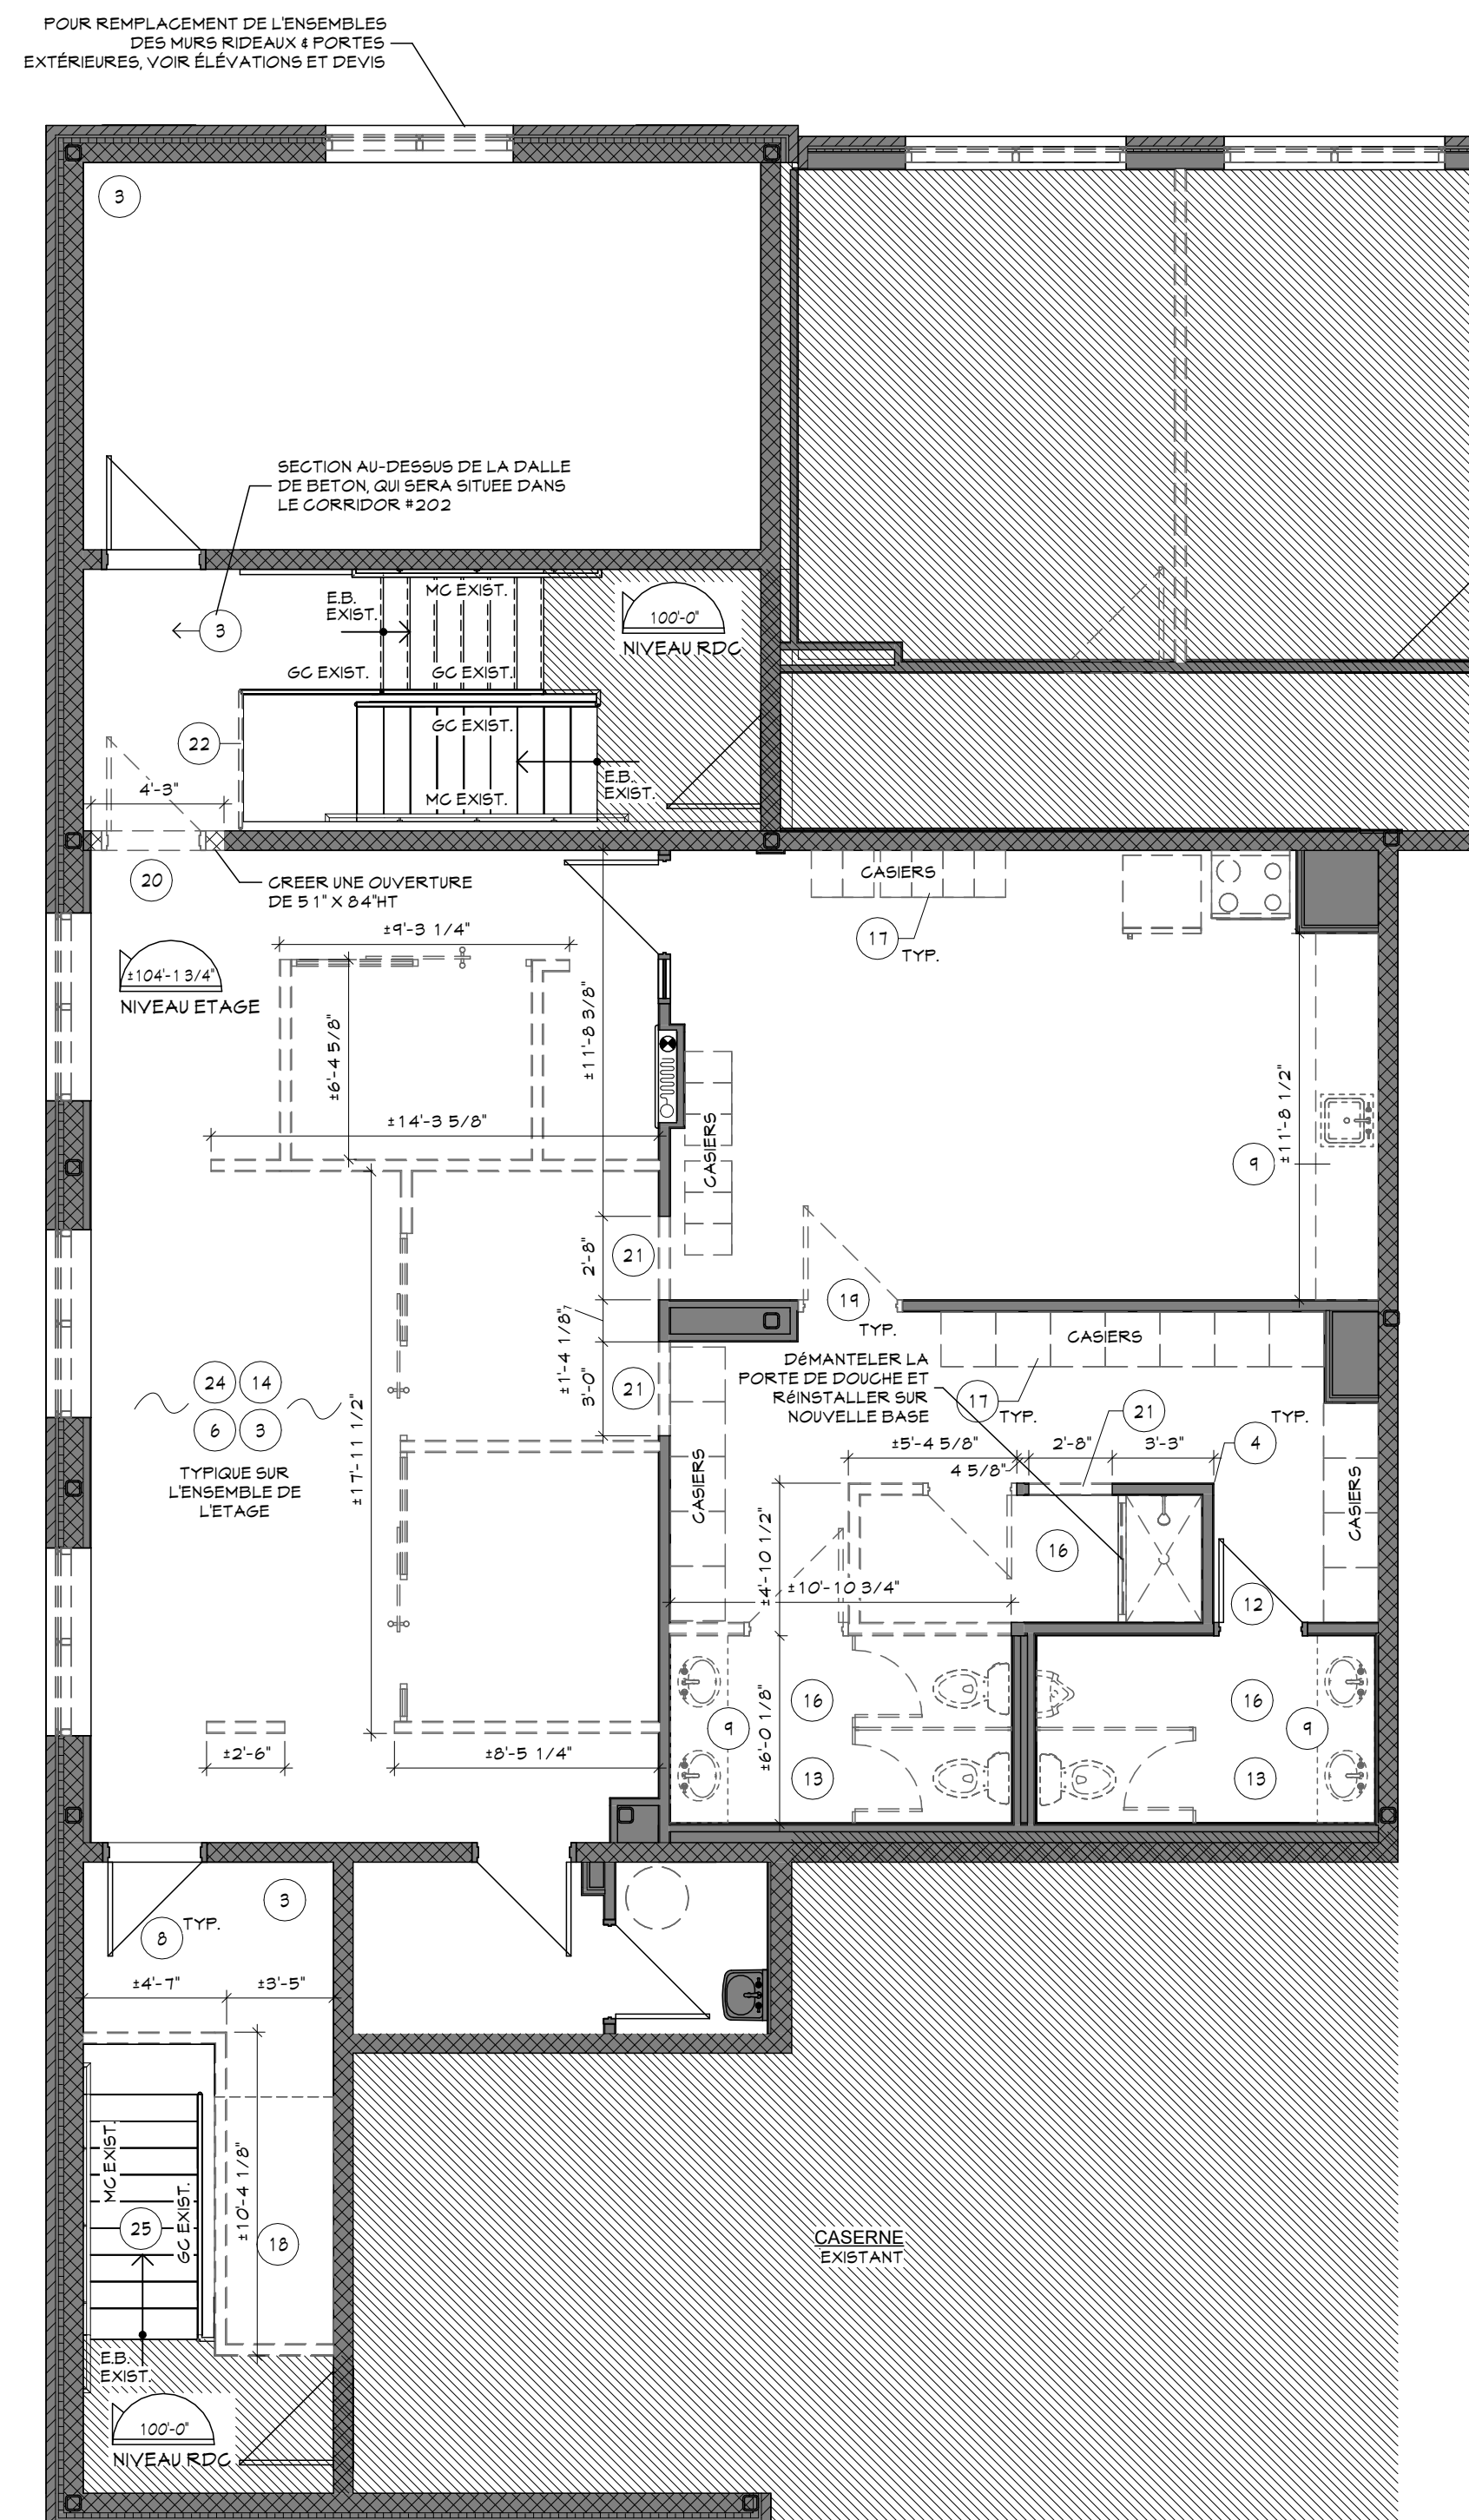 POUR REMPLACEMENT DE L'ENSEMBLES
DES MURS RIDEAUX & PORTES
EXTÉRIEURES, VOIR ÉLÉVATIONS ET DEVIS
3
SECTION AU-DESSUS DE LA DALLE
DE BETON, QUI SERA SITUEE DANS
LE CORRIDOR #202
E.B.
EXIST.
MC EXIST.
100'-0"
NIVEAU RDC
3
GC EXIST.
GC EXIST.
22
GC EXIST.
4'-3"
E.B.
EXIST.
MC EXIST.
20
CREER UNE OUVERTURE
DE 51" X 84"HT
CASIERS
17
TYP.
±9'-3 1/4"
±104'-1 3/4"
NIVEAU ETAGE
±6'-4 5/8"
±11'-8 3/8"
±14'-3 5/8"
CASIERS
±11'-8 1/2"
9
2'-8"
21
19
TYP.
±1'-4 1/8"
CASIERS
DéMANTELER LA
PORTE DE DOUCHE ET
RéINSTALLER SUR
NOUVELLE BASE
3'-0"
21
17
TYP.
21
TYP.
24
14
6
3
TYPIQUE SUR
L'ENSEMBLE DE
L'ETAGE
±17'-11 1/2"
±5'-4 5/8"
2'-8"
3'-3"
4
4 5/8"
CASIERS
CASIERS
±4'-10 1/2"
16
±10'-10 3/4"
12
16
16
9
9
±6'-0 1/8"
13
13
±2'-6"
±8'-5 1/4"
3
8
TYP.
±4'-7"
±3'-5"
MC EXIST.
GC EXIST.
±10'-4 1/8"
25
18
CASERNE
EXISTANT
E.B.
EXIST.
100'-0"
NIVEAU RDC